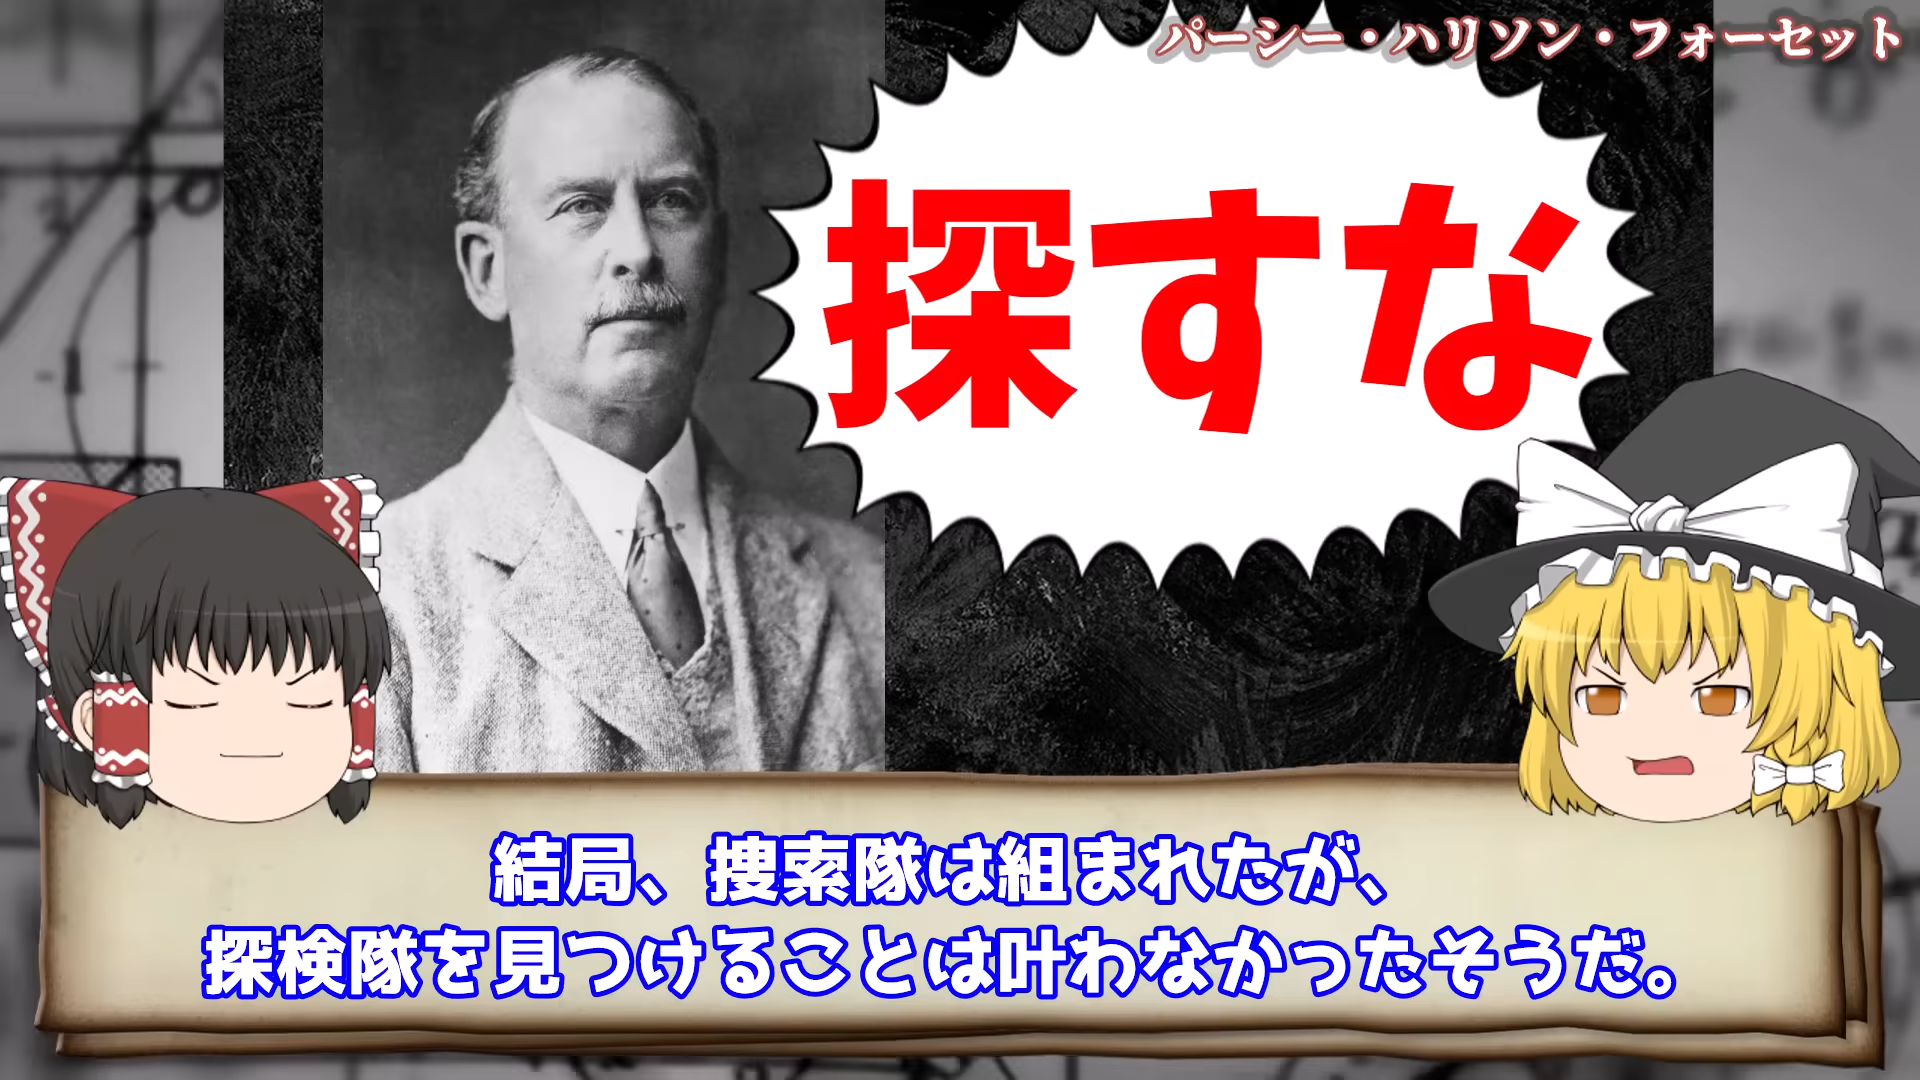 パーシー・ハリソン・フォーセット
探すな
結局、捜索隊は組まれたが、
探検隊を見つけることは叶わなかったそうだ。